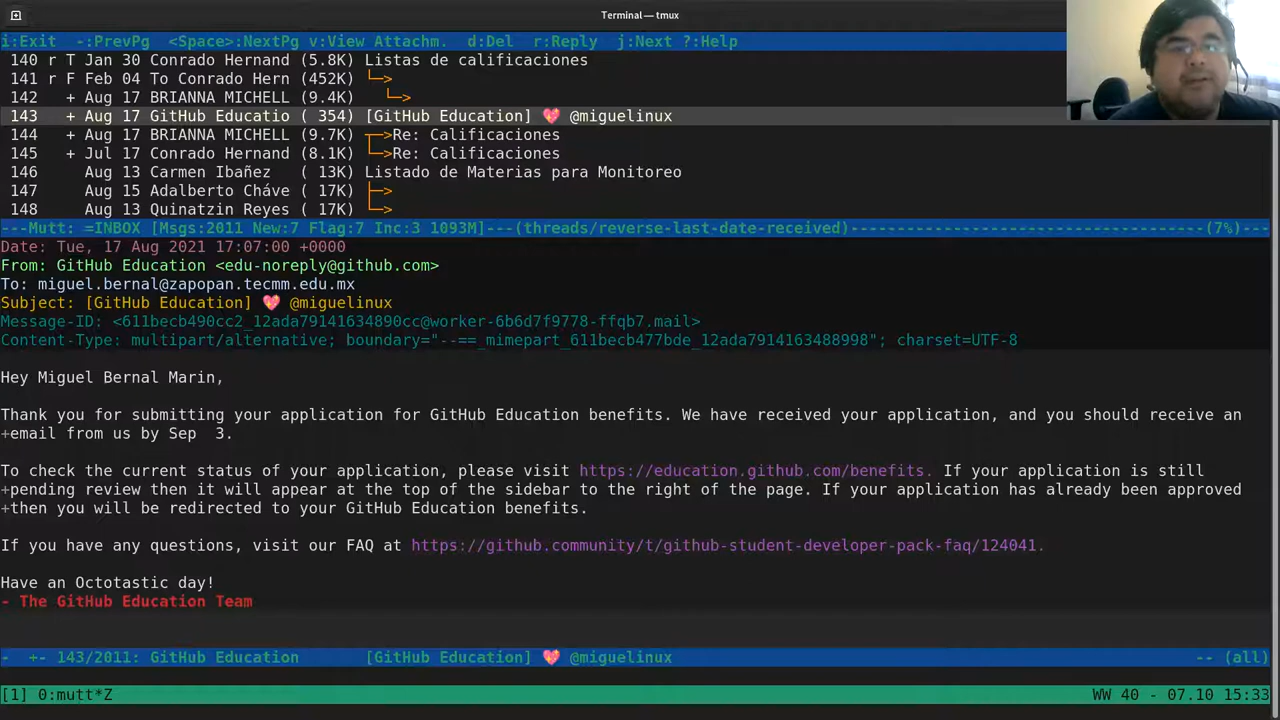 Terminal — tmux
i:Exit -:PrevPg <Space>:NextPg v:View Attachm. d:Del r:Reply j:Next ?:Help
140 r T Jan 30 Conrado Hernand (5.8K) Listas de calificaciones
141 r F Feb 04 To Conrado Hern (452K) └─>
142 + Aug 17 BRIANNA MICHELL (9.4K) └─>
143 + Aug 17 GitHub Educatio ( 354) [GitHub Education] 💖 @miguelinux
144 + Aug 17 BRIANNA MICHELL (9.7K) ┬─>Re: Calificaciones
145 + Jul 17 Conrado Hernand (8.1K) └─>Re: Calificaciones
146 Aug 13 Carmen Ibañez ( 13K) Listado de Materias para Monitoreo
147 Aug 15 Adalberto Cháve ( 17K) ├─>
148 Aug 13 Quinatzin Reyes ( 17K) └─>
---Mutt: =INBOX [Msgs:2011 New:7 Flag:7 Inc:3 1093M]---(threads/reverse-last-date-received)--------------------------------------(7%)---
Date: Tue, 17 Aug 2021 17:07:00 +0000
From: GitHub Education <edu-noreply@github.com>
To: miguel.bernal@zapopan.tecmm.edu.mx
Subject: [GitHub Education] 💖 @miguelinux
Message-ID: <611becb490cc2_12ada79141634890cc@worker-6b6d7f9778-ffqb7.mail>
Content-Type: multipart/alternative; boundary="--==_mimepart_611becb477bde_12ada7914163488998"; charset=UTF-8
Hey Miguel Bernal Marin,
Thank you for submitting your application for GitHub Education benefits. We have received your application, and you should receive an
+email from us by Sep 3.
To check the current status of your application, please visit https://education.github.com/benefits. If your application is still
+pending review then it will appear at the top of the sidebar to the right of the page. If your application has already been approved
+then you will be redirected to your GitHub Education benefits.
If you have any questions, visit our FAQ at https://github.community/t/github-student-developer-pack-faq/124041.
Have an Octotastic day!
- The GitHub Education Team
- +- 143/2011: GitHub Education [GitHub Education] 💖 @miguelinux -- (all)
[1] 0:mutt*Z WW 40 - 07.10 15:33